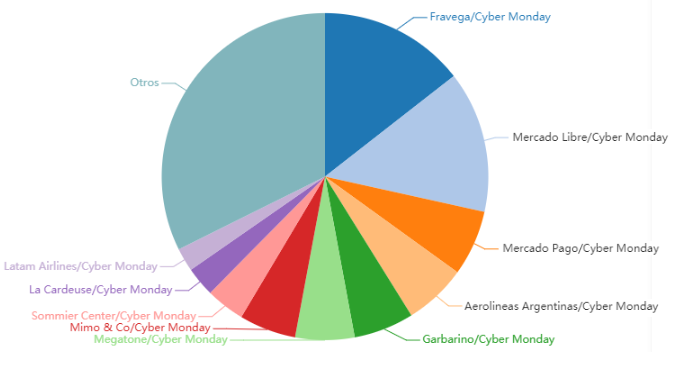 Fravega/Cyber Monday
Otros
Mercado Libre/Cyber Monday
Mercado Pago/Cyber Monday
Latam Airlines/Cyber Monday
La Cardeuse/Cyber Monday
Aerolineas Argentinas/Cyber Monday
Sommier Center/Cyber Monday
Mimo & Co/Cyber Monday
Megatone/Cyber Monday
Garbarino/Cyber Monday